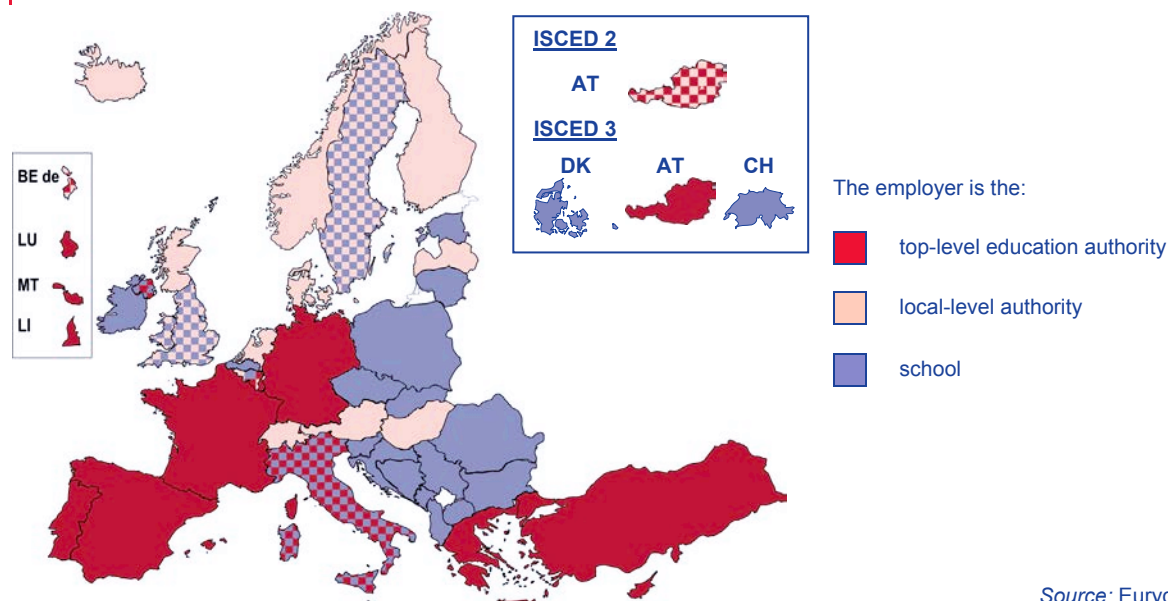 BE de
LU
MT
LI
ISCED 2
AT
ISCED 3
DK AT CH
The employer is the:
top-level education authority
local-level authority
school
Source: